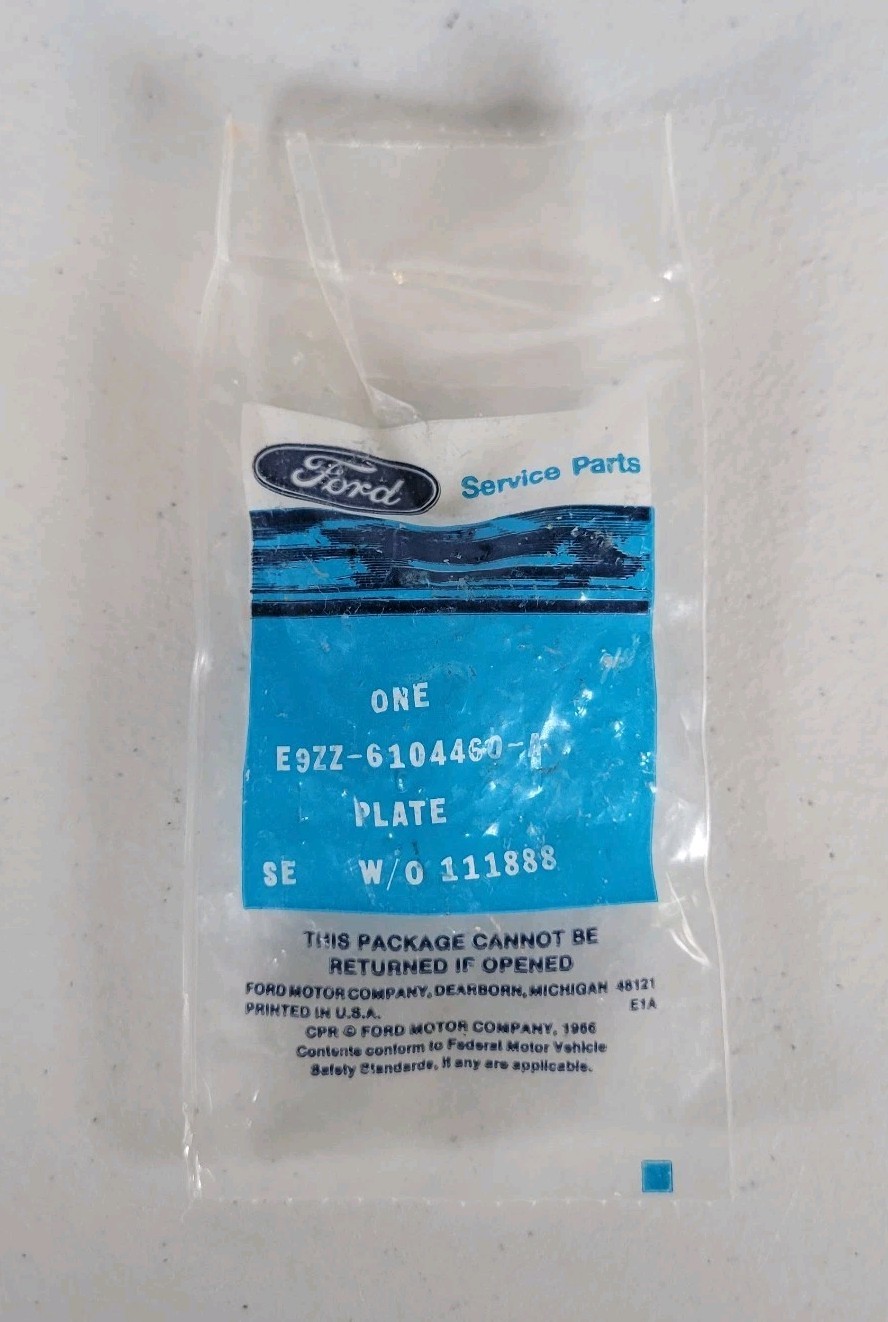 Ford Service Parts
ONE
E9ZZ-6104460-A
PLATE
SE W/O 111888
THIS PACKAGE CANNOT BE
RETURNED IF OPENED
FORD MOTOR COMPANY, DEARBORN, MICHIGAN 48121
PRINTED IN U.S.A. E1A
CPR © FORD MOTOR COMPANY, 1966
Contents conform to Federal Motor Vehicle
Safety Standards, if any are applicable.